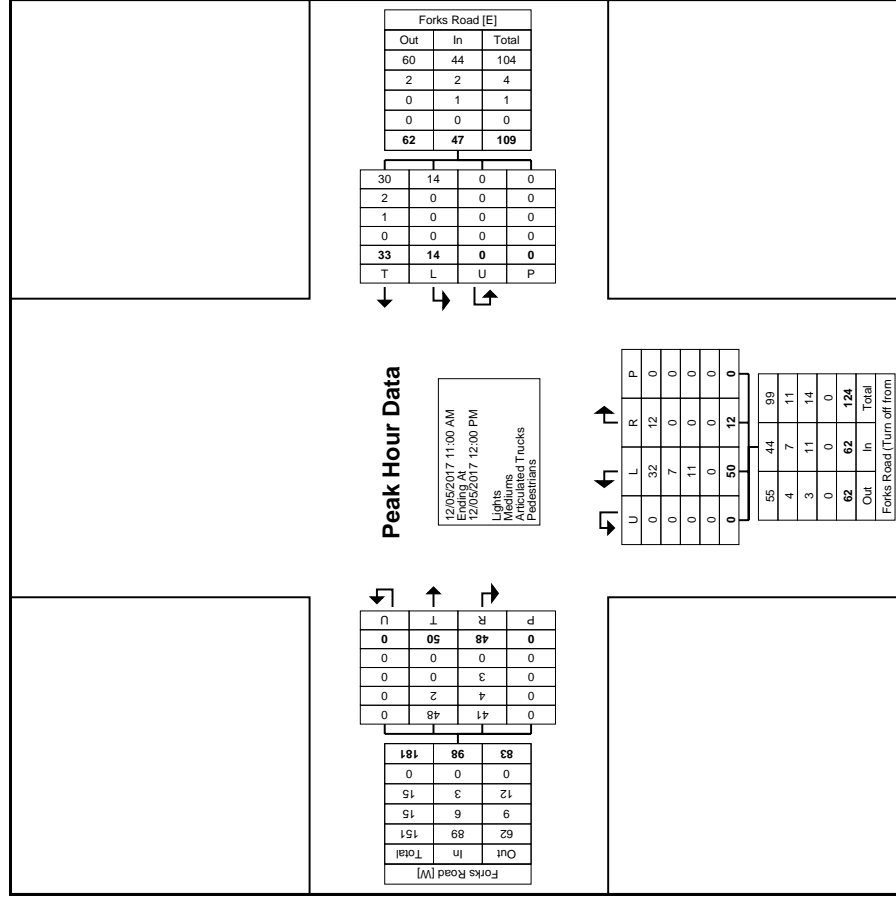 Forks Road [E]
Out In Total
60 44 104
2 2 4
0 1 1
0 0 0
62 47 109
30 14 0 0
2 0 0 0
1 0 0 0
0 0 0 0
33 14 0 0
T L U P
Peak Hour Data
12/05/2017 11:00 AM
Ending At
12/05/2017 12:00 PM
Lights
Mediums
Articulated Trucks
Pedestrians
U L R P
0 32 12 0
0 7 0 0
0 11 0 0
0 0 0 0
0 50 12 0
55 44 99
4 7 11
3 11 14
0 0 0
62 62 124
Out In Total
Forks Road (Turn off from
Forks Road [W]
Out In Total
62 89 151
9 6 15
12 3 15
0 0 0
83 98 181
0 41 48 0
0 4 2 0
0 3 0 0
0 0 0 0
0 48 50 0
P R T U